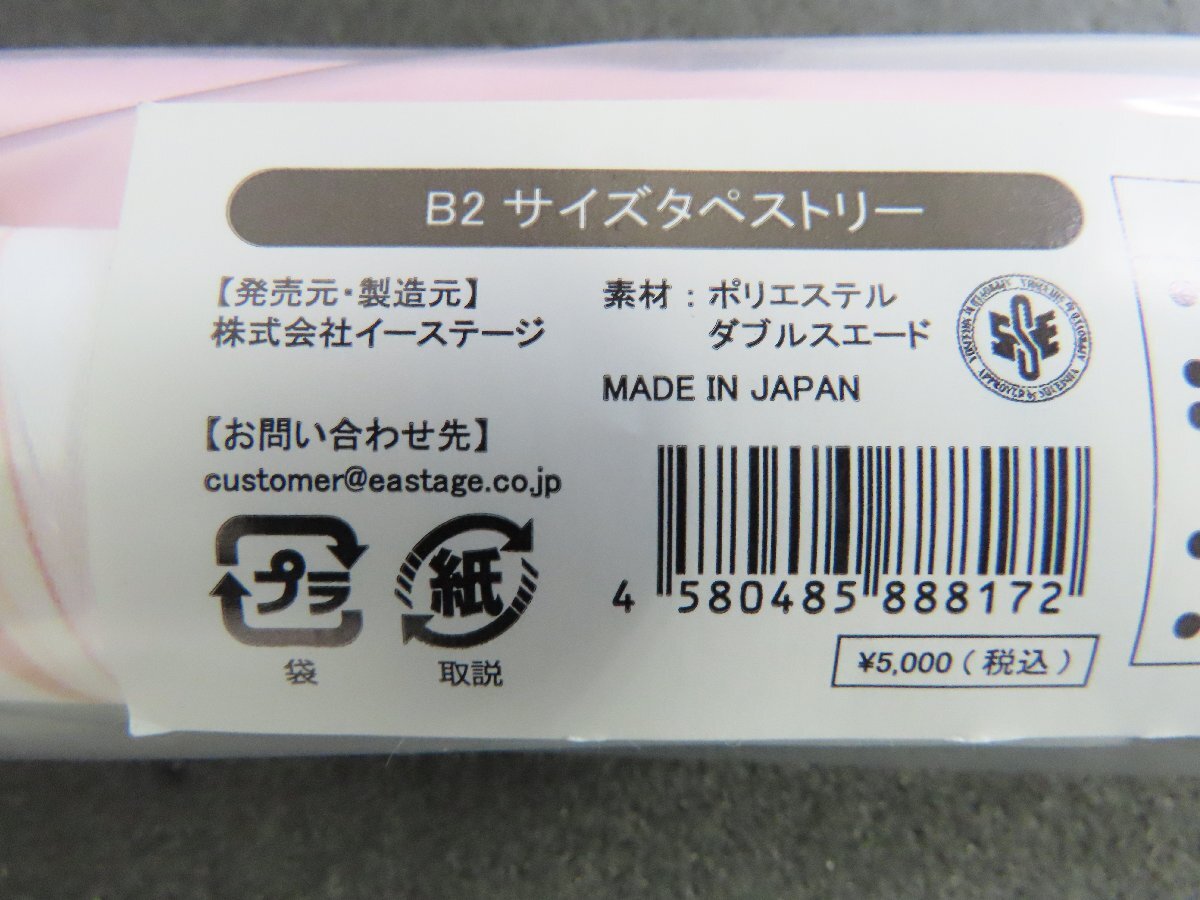 B2 サイズタペストリー
【発売元・製造元】
株式会社イーステージ
素材：ポリエステル
ダブルスエード
MADE IN JAPAN
【お問い合わせ先】
customer@eastage.co.jp
プラ
袋
紙
取説
4 580485 888172
¥5,000（税込）